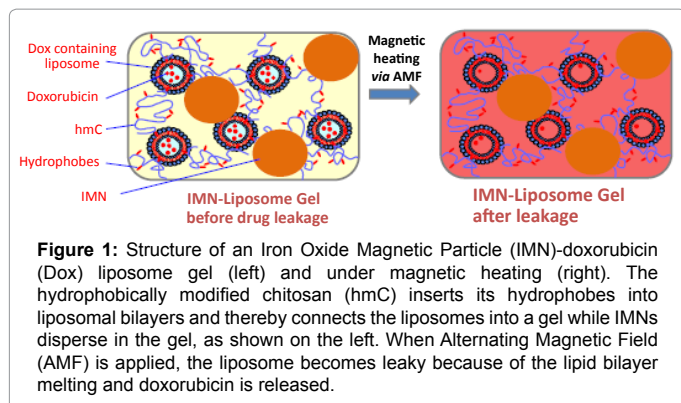 Dox containing
liposome
Doxorubicin
hmC
Hydrophobes
IMN
IMN-Liposome Gel
before drug leakage
Magnetic
heating
via AMF
IMN-Liposome Gel
after leakage
Figure 1: Structure of an Iron Oxide Magnetic Particle (IMN)-doxorubicin
(Dox) liposome gel (left) and under magnetic heating (right). The
hydrophobically modified chitosan (hmC) inserts its hydrophobes into
liposomal bilayers and thereby connects the liposomes into a gel while IMNs
disperse in the gel, as shown on the left. When Alternating Magnetic Field
(AMF) is applied, the liposome becomes leaky because of the lipid bilayer
melting and doxorubicin is released.